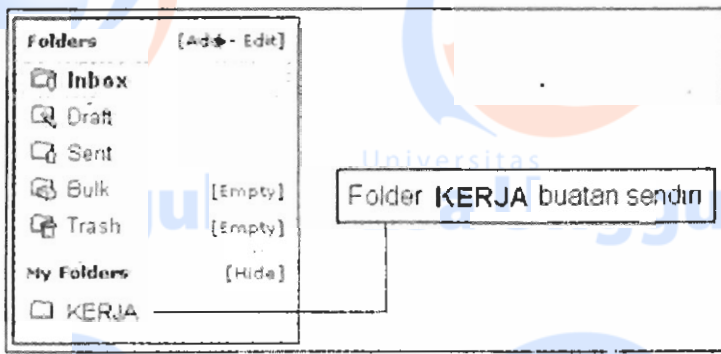 Folders [Add - Edit]
Inbox
Draft
Sent
Bulk [Empty]
Trash [Empty]
My Folders [Hide]
KERJA
Universitas
Folder KERJA buatan sendiri